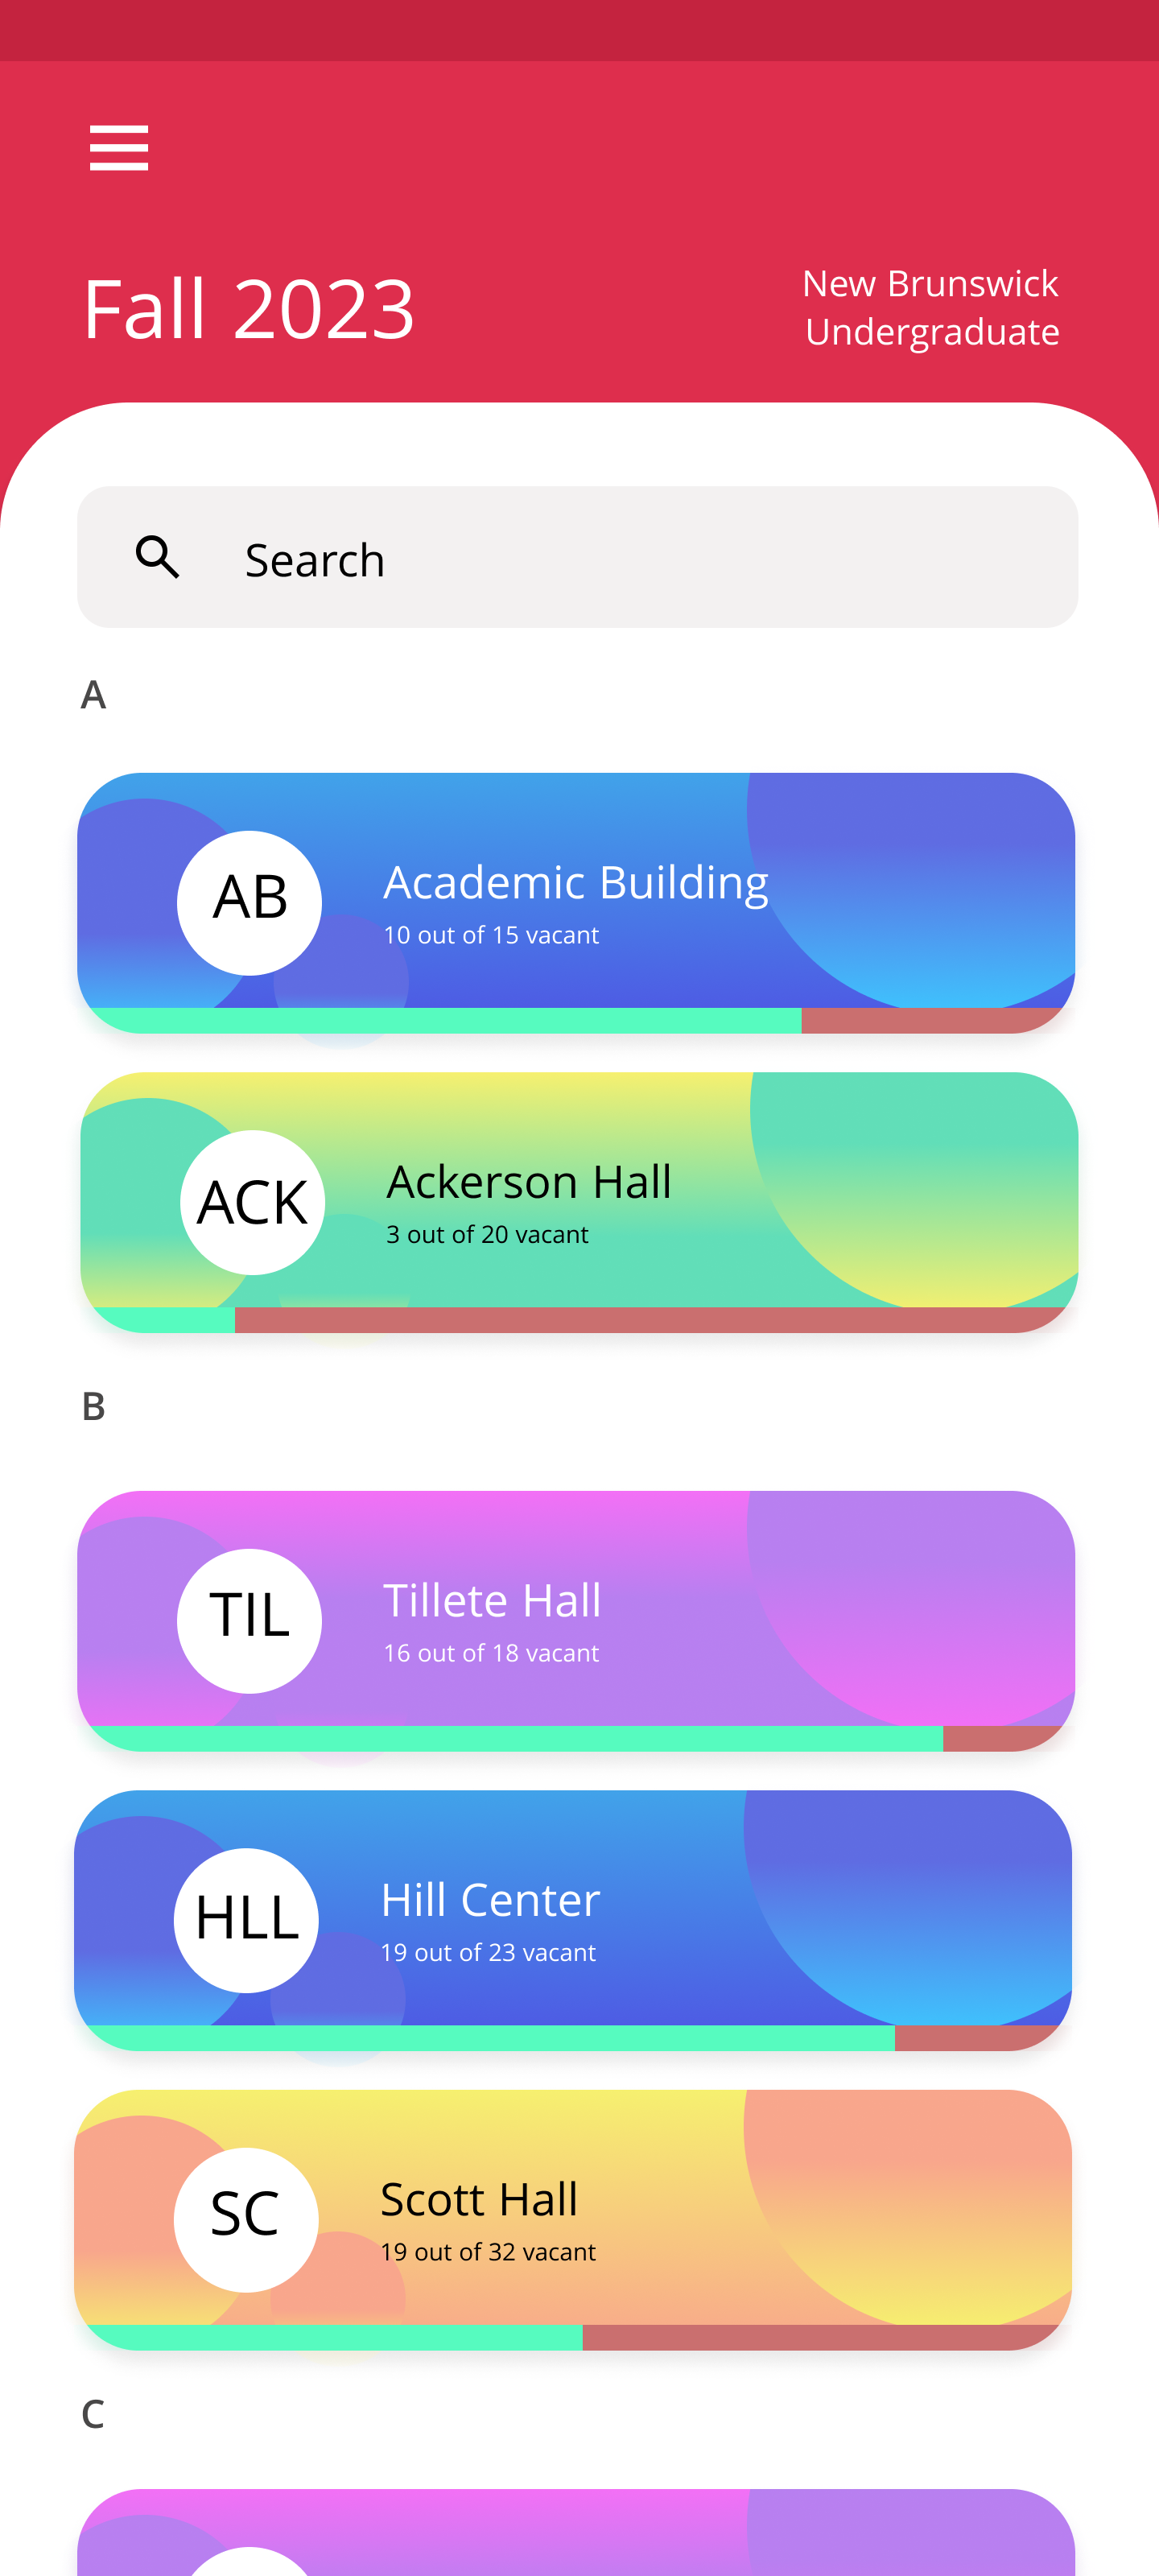 Fall 2023
New Brunswick
Undergraduate
Search
A
AB
Academic Building
10 out of 15 vacant
ACK
Ackerson Hall
3 out of 20 vacant
B
TIL
Tillete Hall
16 out of 18 vacant
HLL
Hill Center
19 out of 23 vacant
SC
Scott Hall
19 out of 32 vacant
C